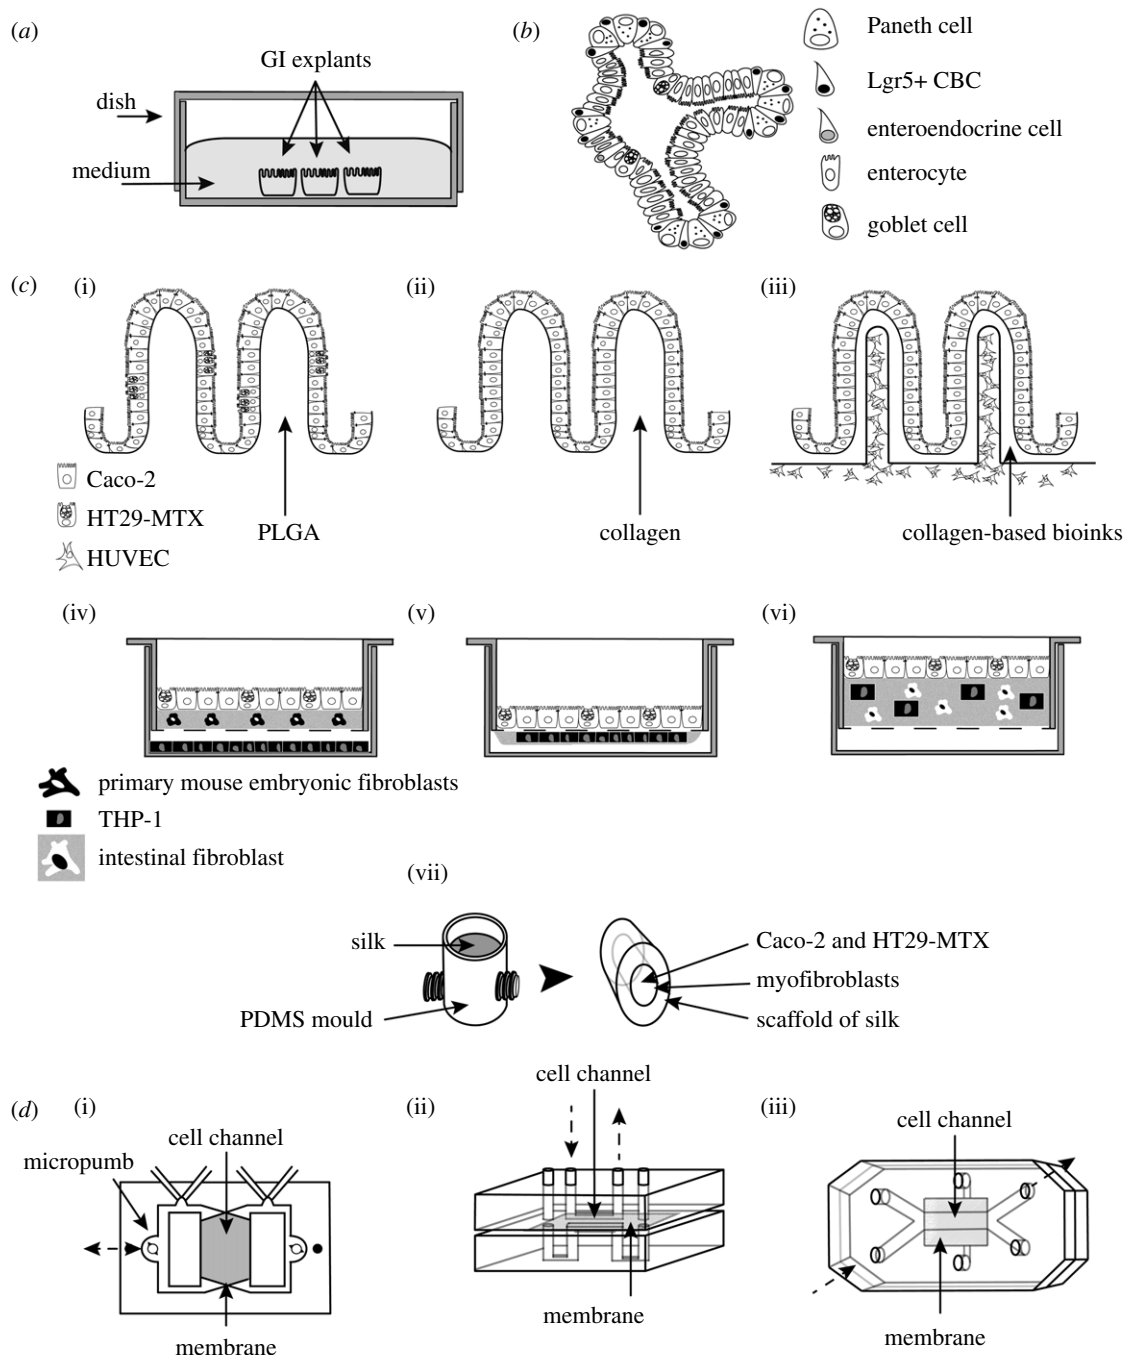 (a)
GI explants
dish
medium
(b)
Paneth cell
Lgr5+ CBC
enteroendocrine cell
enterocyte
goblet cell
(c)
(i)
(ii)
(iii)
Caco-2
HT29-MTX
HUVEC
PLGA
collagen
collagen-based bioinks
(iv)
(v)
(vi)
primary mouse embryonic fibroblasts
THP-1
intestinal fibroblast
(vii)
silk
PDMS mould
Caco-2 and HT29-MTX
myofibroblasts
scaffold of silk
(d)
(i)
cell channel
micropumb
membrane
(ii)
cell channel
membrane
(iii)
cell channel
membrane